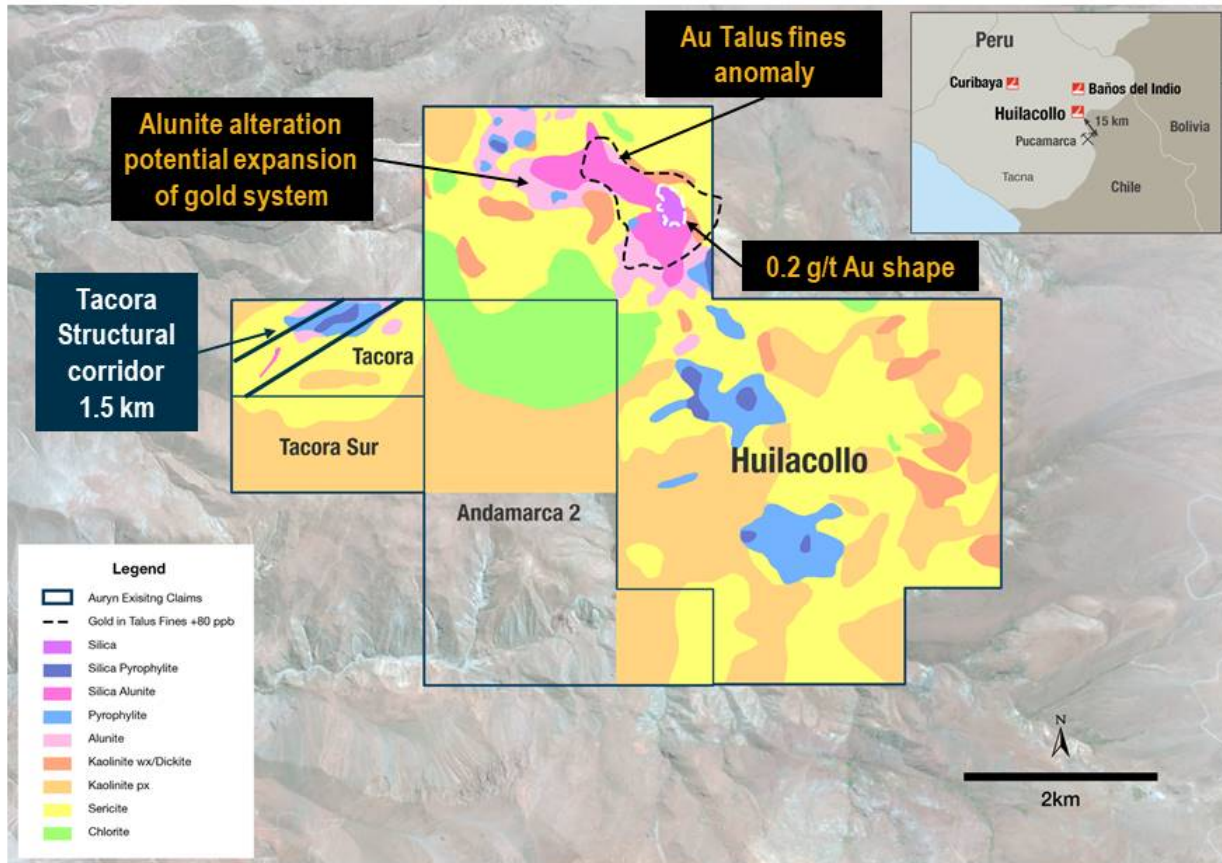 Au Talus fines
anomaly
Alunite alteration
potential expansion
of gold system
0.2 g/t Au shape
Tacora
Structural
corridor
1.5 km
Tacora
Tacora Sur
Andamarca 2
Huilacollo
Peru
Curibaya
Baños del Indio
Huilacollo
15 km
Pucamarca
Bolivia
Tacna
Chile
Legend
Auryn Exisitng Claims
Gold in Talus Fines +80 ppb
Silica
Silica Pyrophylite
Silica Alunite
Pyrophylite
Alunite
Kaolinite wx/Dickite
Kaolinite px
Sericite
Chlorite
N
2km